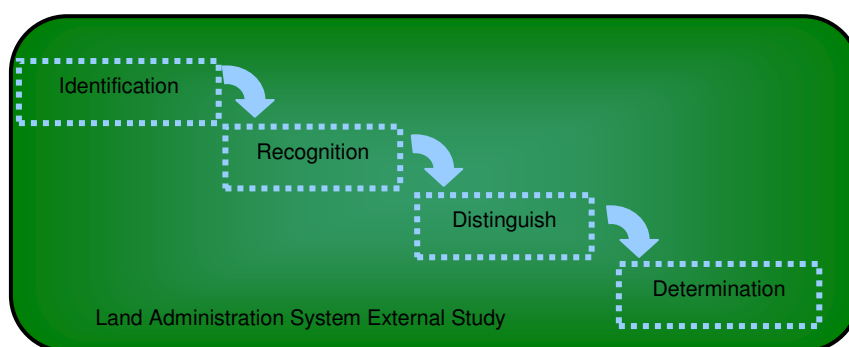 Identification
Recognition
Distinguish
Determination
Land Administration System External Study